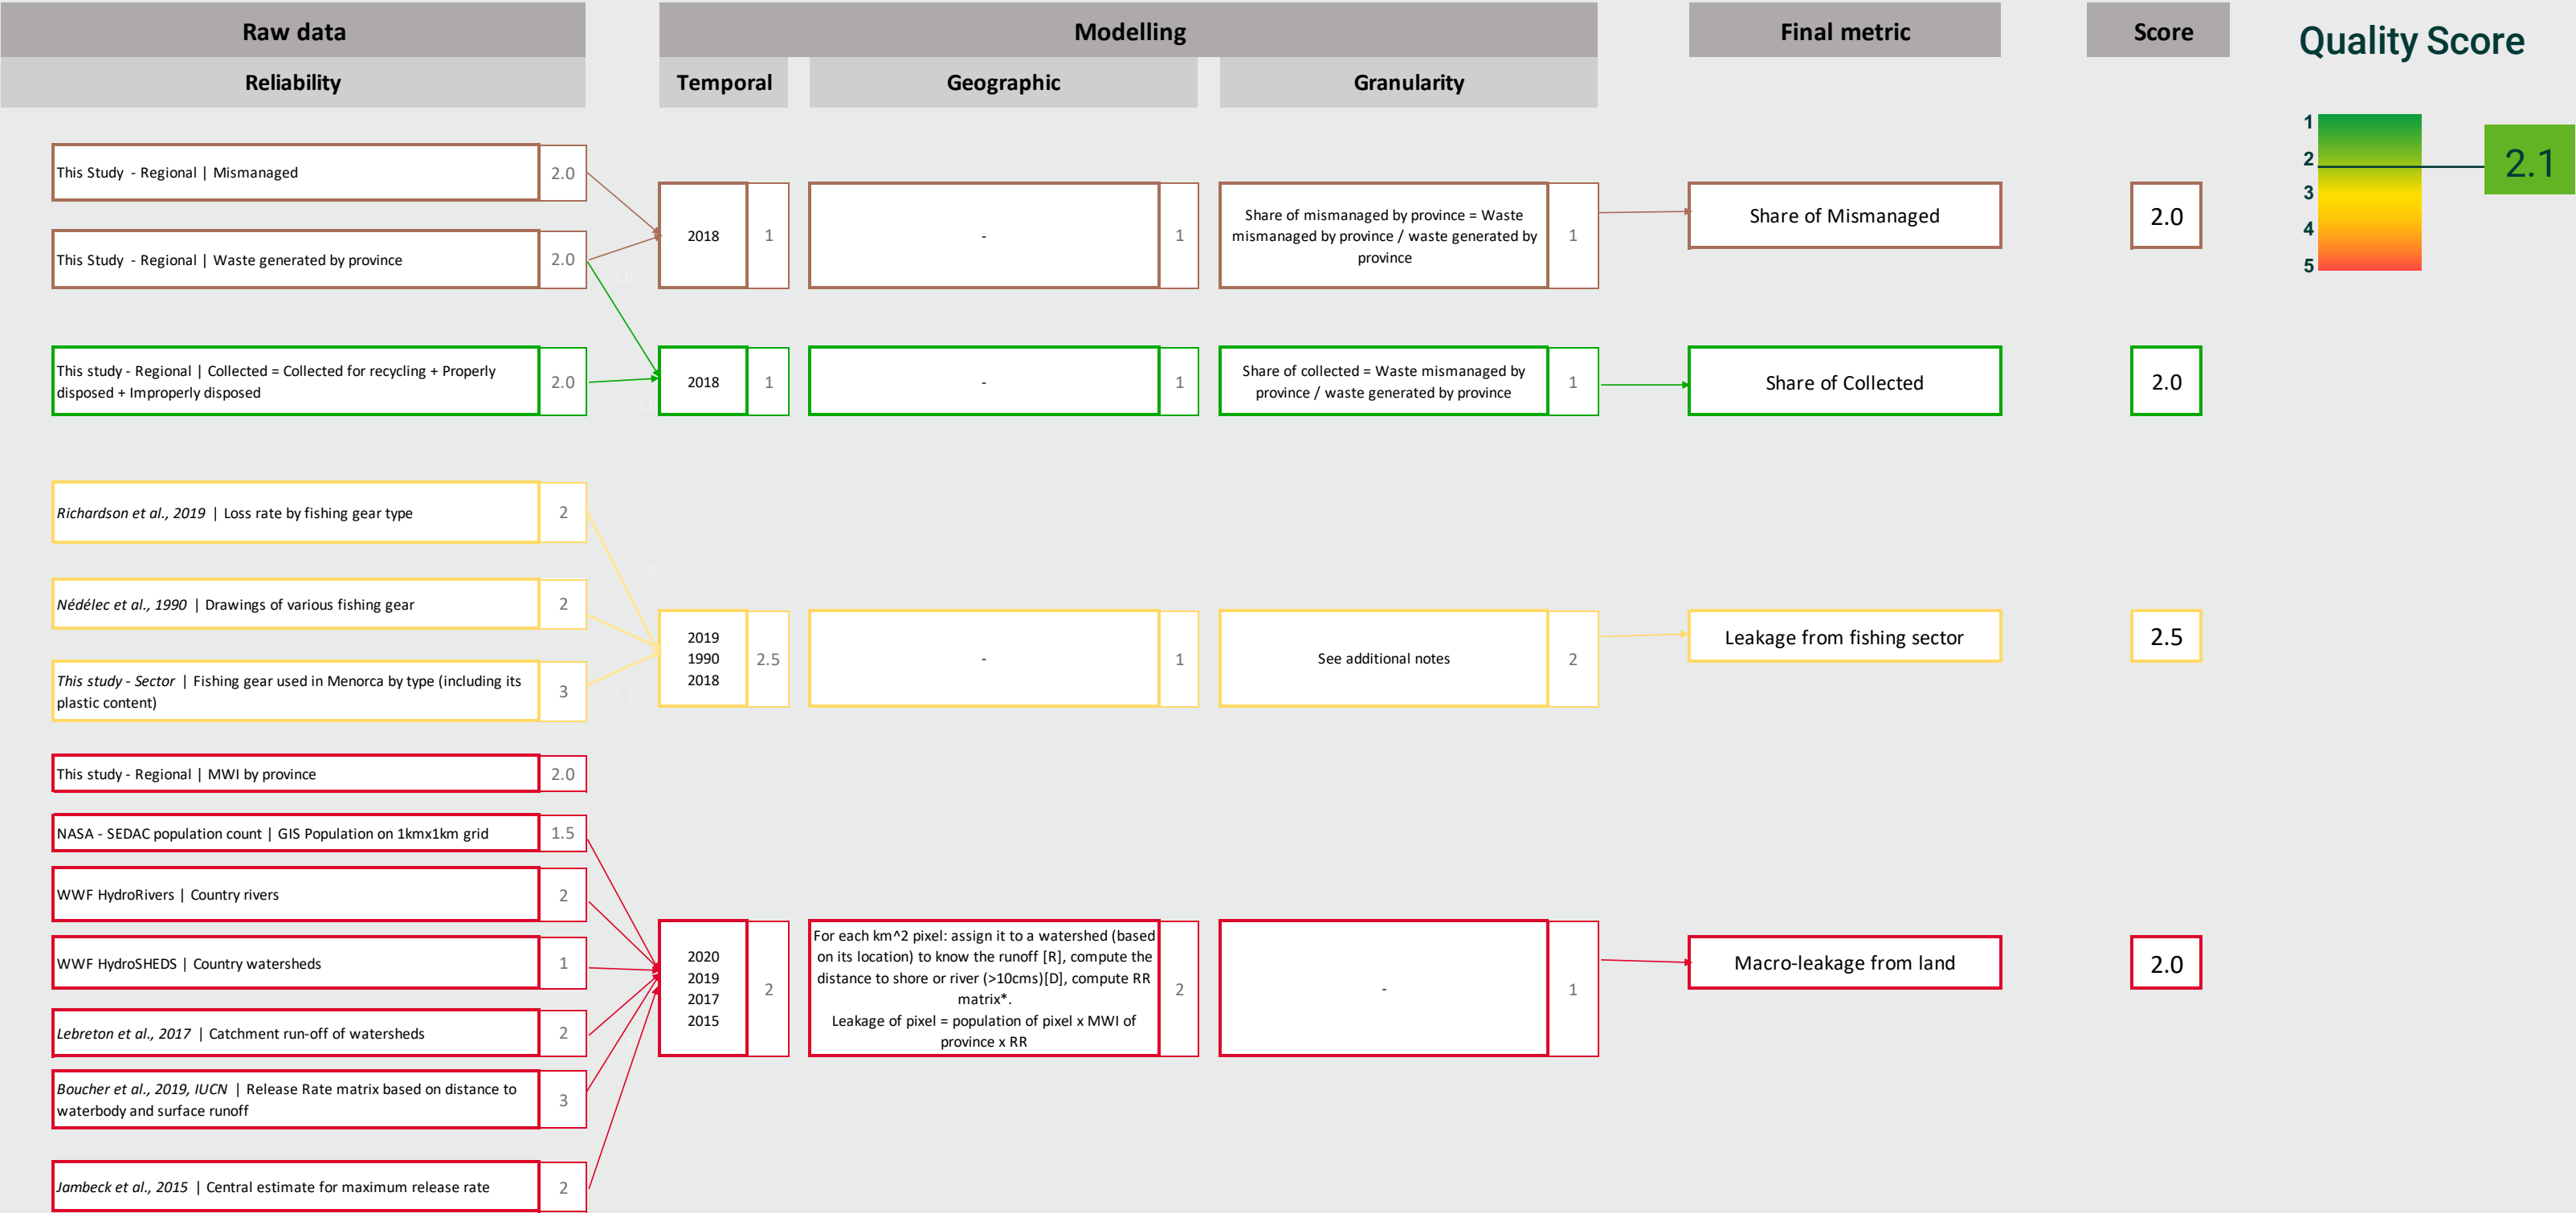 Raw data
Modelling
Final metric
Score
Quality Score
Reliability
Temporal
Geographic
Granularity
1
2
3
4
5
2.1
This Study - Regional | Mismanaged
2.0
This Study - Regional | Waste generated by province
2.0
2.0
2018
1
-
1
Share of mismanaged by province = Waste
mismanaged by province / waste generated by
province
1
Share of Mismanaged
2.0
This study - Regional | Collected = Collected for recycling + Properly
disposed + Improperly disposed
2.0
2018
1
-
1
Share of collected = Waste mismanaged by
province / waste generated by province
1
Share of Collected
2.0
Richardson et al., 2019 | Loss rate by fishing gear type
2
0
Nédélec et al., 1990 | Drawings of various fishing gear
2
This study - Sector | Fishing gear used in Menorca by type (including its
plastic content)
3
2.3
2019
1990
2018
2.5
-
1
See additional notes
2
Leakage from fishing sector
2.5
This study - Regional | MWI by province
2.0
NASA - SEDAC population count | GIS Population on 1kmx1km grid
1.5
WWF HydroRivers | Country rivers
2
WWF HydroSHEDS | Country watersheds
1
Lebreton et al., 2017 | Catchment run-off of watersheds
2
Boucher et al., 2019, IUCN | Release Rate matrix based on distance to
waterbody and surface runoff
3
Jambeck et al., 2015 | Central estimate for maximum release rate
2
2020
2019
2017
2015
2
For each km^2 pixel: assign it to a watershed (based
on its location) to know the runoff [R], compute the
distance to shore or river (>10cms)[D], compute RR
matrix*.
Leakage of pixel = population of pixel x MWI of
province x RR
2
-
1
Macro-leakage from land
2.0